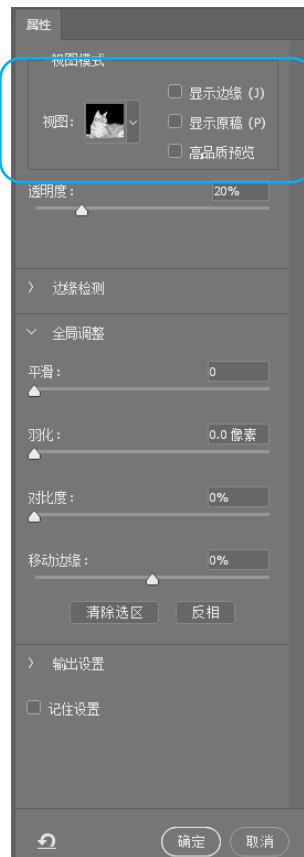 属性
视图模式
视图：
显示边缘 (J)
显示原稿 (P)
高品质预览
透明度： 20%
边缘检测
全局调整
平滑： 0
羽化： 0.0 像素
对比度： 0%
移动边缘： 0%
清除选区 反相
输出设置
记住设置
确定 取消